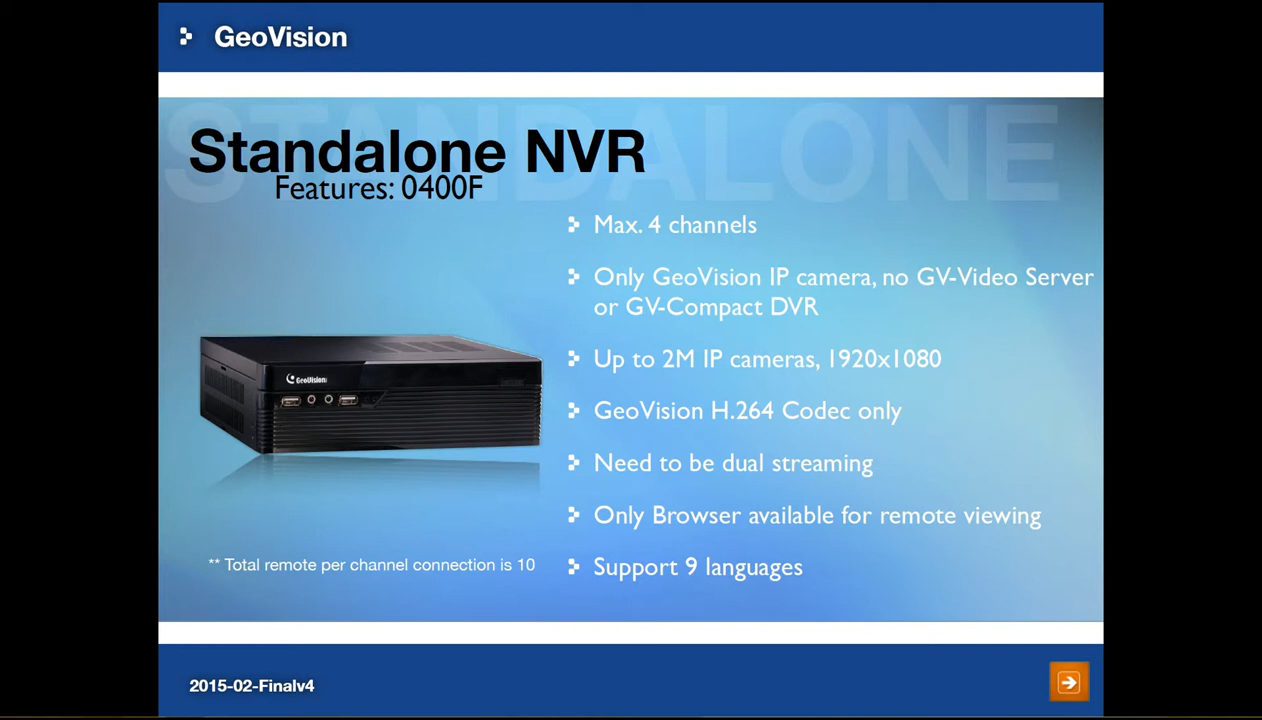 GeoVision
STANDALONE
Standalone NVR
Features: 0400F
Max. 4 channels
Only GeoVision IP camera, no GV-Video Server
or GV-Compact DVR
Up to 2M IP cameras, 1920x1080
GeoVision H.264 Codec only
Need to be dual streaming
Only Browser available for remote viewing
Support 9 languages
GeoVision
** Total remote per channel connection is 10
2015-02-Finalv4